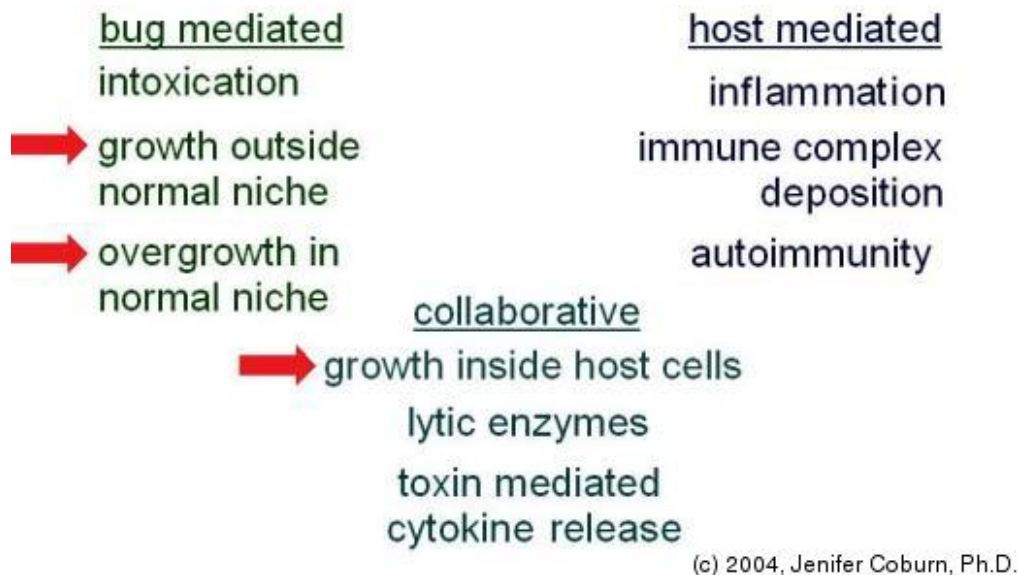 bug mediated
intoxication
growth outside
normal niche
overgrowth in
normal niche
host mediated
inflammation
immune complex
deposition
autoimmunity
collaborative
growth inside host cells
lytic enzymes
toxin mediated
cytokine release
(c) 2004, Jenifer Coburn, Ph.D.